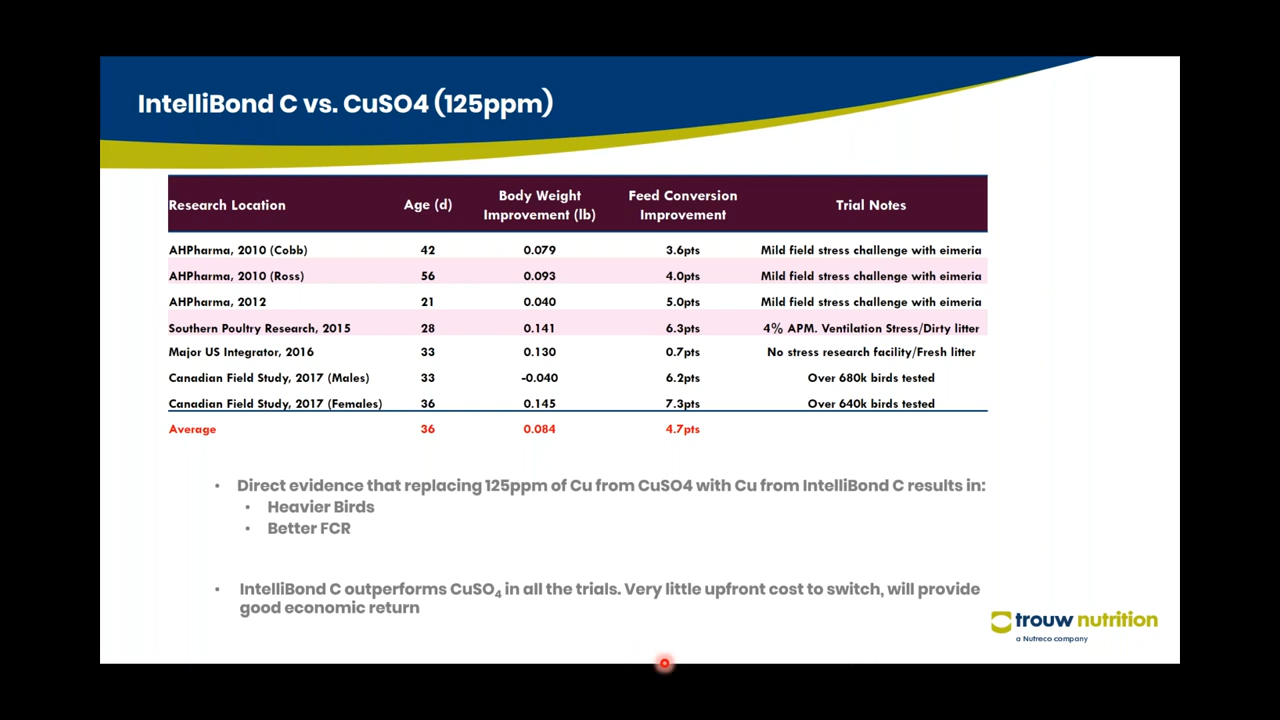 IntelliBond C vs. CuSO4 (125ppm)
Research Location Age (d) Body Weight Improvement (lb) Feed Conversion Improvement Trial Notes
AHPharma, 2010 (Cobb) 42 0.079 3.6pts Mild field stress challenge with eimeria
AHPharma, 2010 (Ross) 56 0.093 4.0pts Mild field stress challenge with eimeria
AHPharma, 2012 21 0.040 5.0pts Mild field stress challenge with eimeria
Southern Poultry Research, 2015 28 0.141 6.3pts 4% APM. Ventilation Stress/Dirty litter
Major US Integrator, 2016 33 0.130 0.7pts No stress research facility/Fresh litter
Canadian Field Study, 2017 (Males) 33 -0.040 6.2pts Over 680k birds tested
Canadian Field Study, 2017 (Females) 36 0.145 7.3pts Over 640k birds tested
Average 36 0.084 4.7pts
• Direct evidence that replacing 125ppm of Cu from CuSO4 with Cu from IntelliBond C results in:
• Heavier Birds
• Better FCR
• IntelliBond C outperforms CuSO₄ in all the trials. Very little upfront cost to switch, will provide
good economic return
trouw nutrition
a Nutreco company